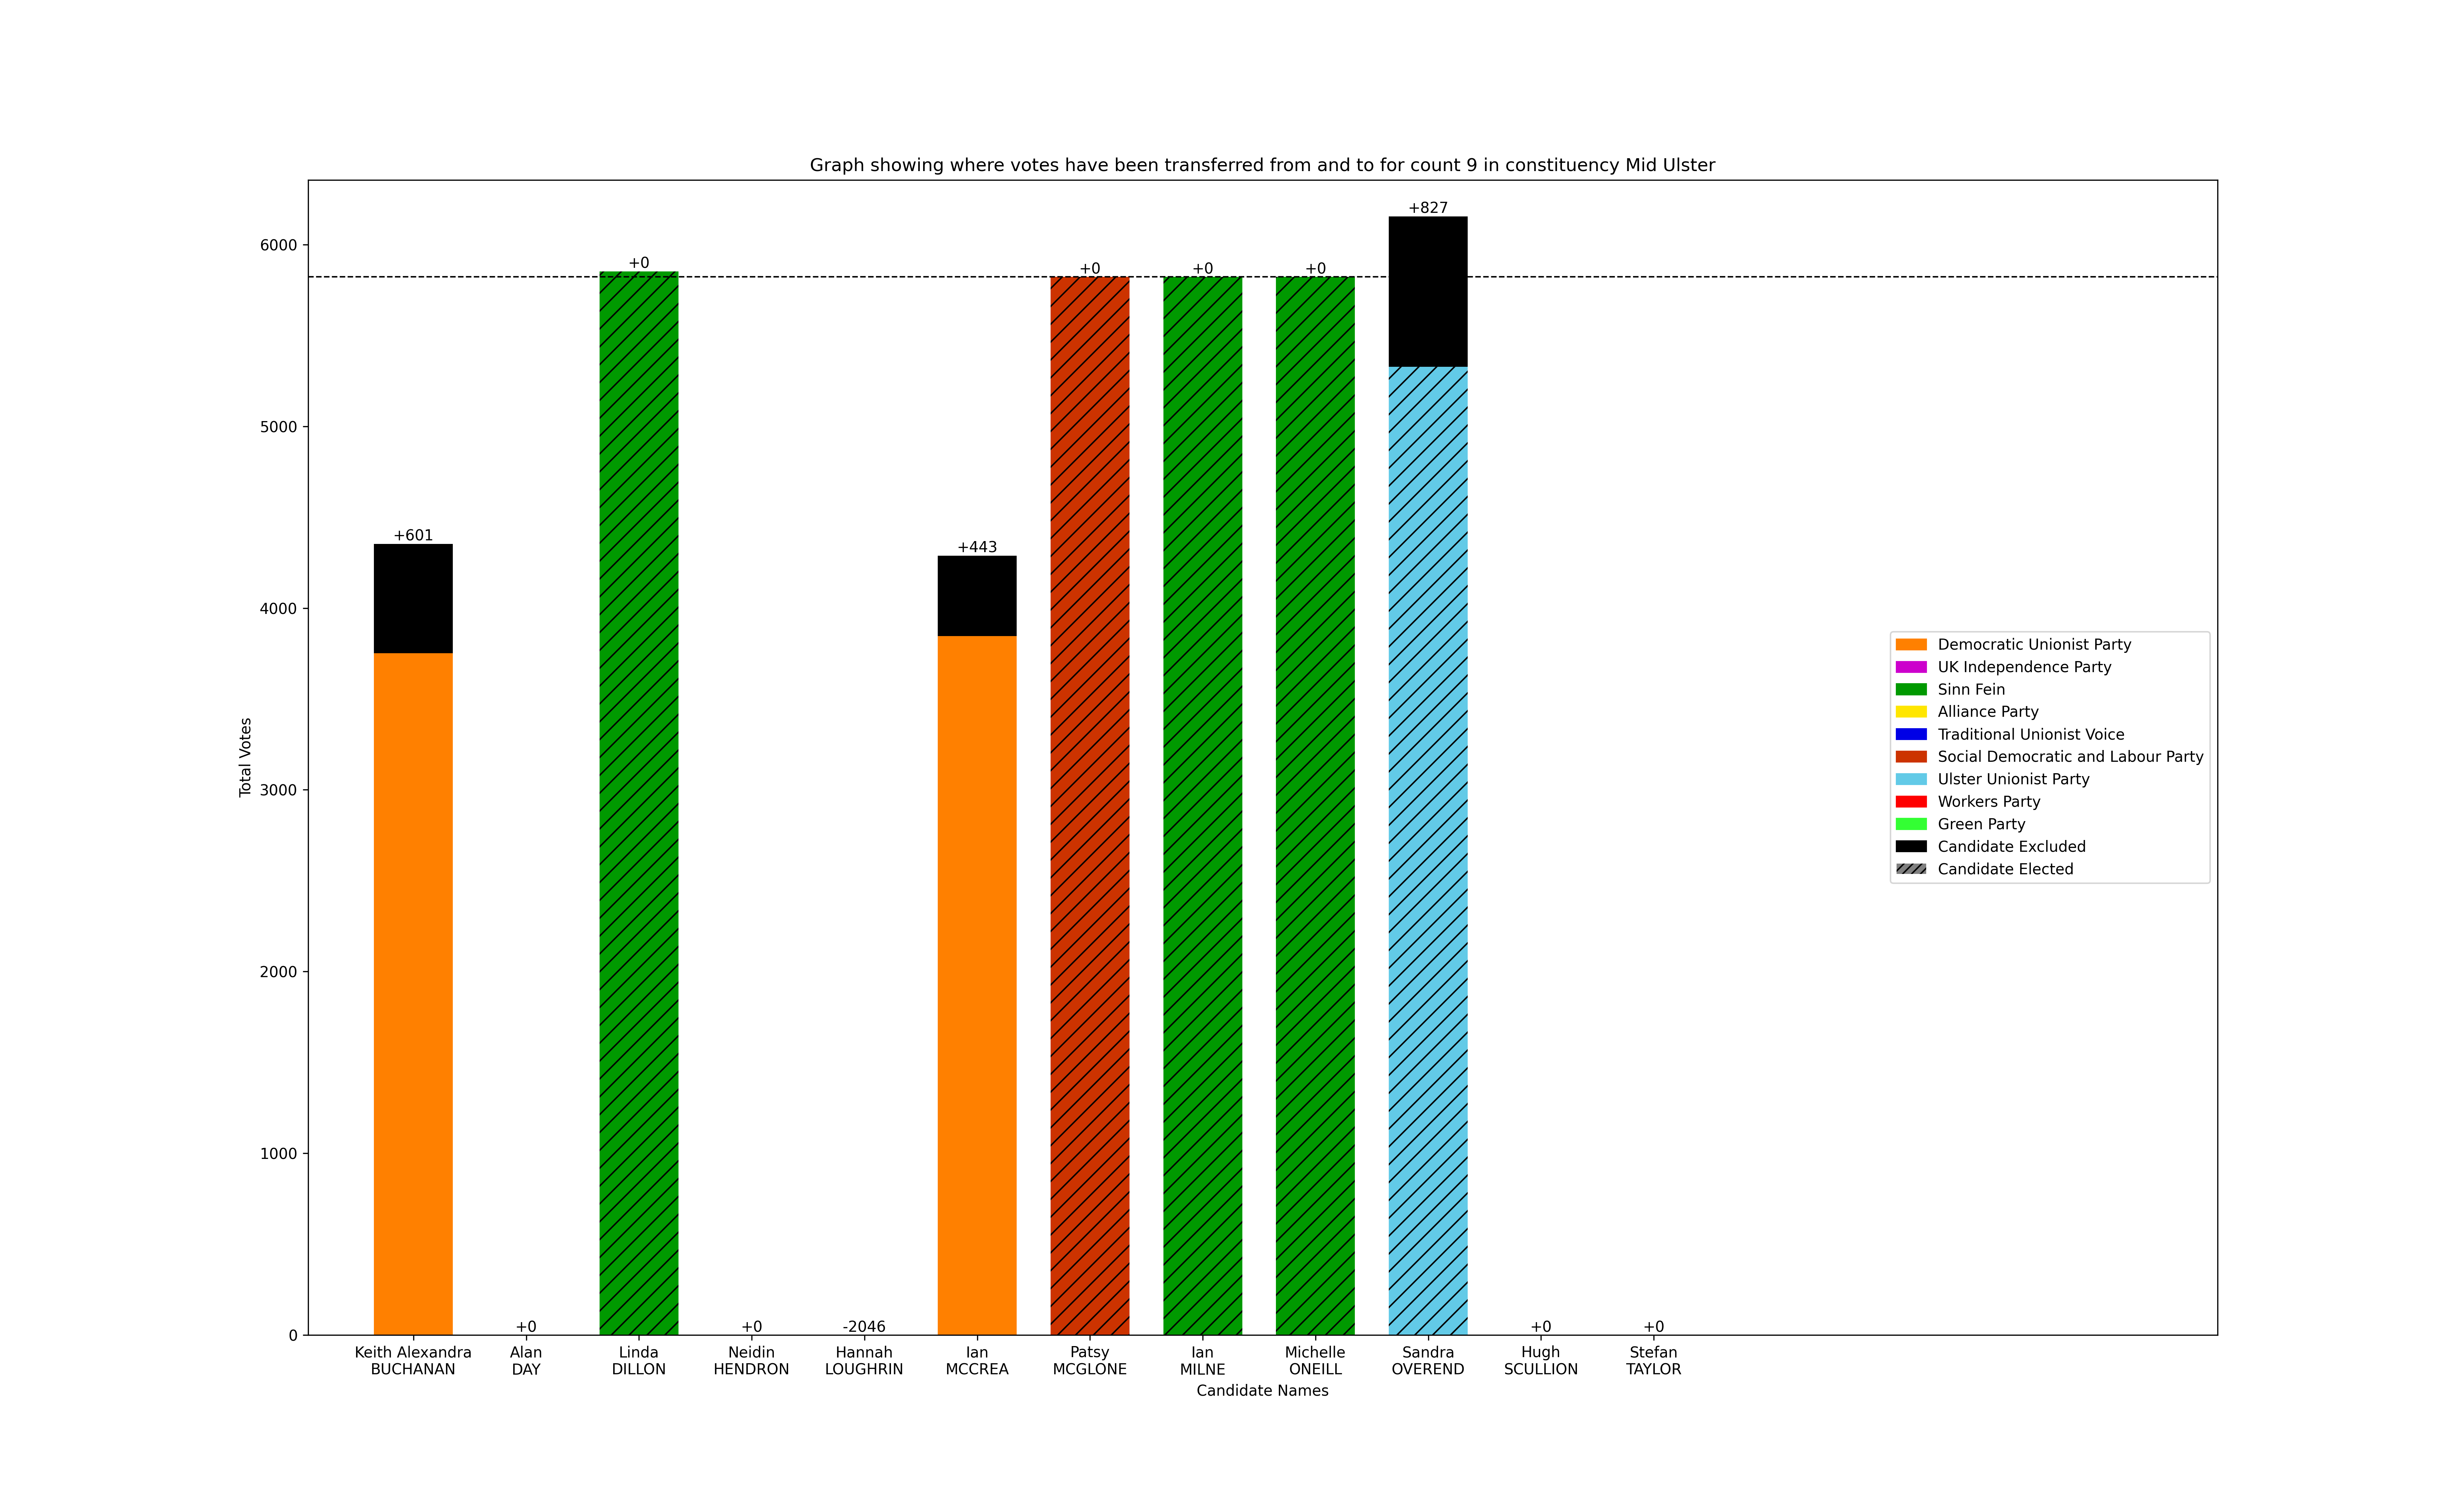 Graph showing where votes have been transferred from and to for count 9 in constituency Mid Ulster
Total Votes
6000
5000
4000
3000
2000
1000
0
+601
+0
+0
+0
-2046
+443
+0
+0
+0
+827
+0
+0
Keith Alexandra
BUCHANAN
Alan
DAY
Linda
DILLON
Neidin
HENDRON
Hannah
LOUGHRIN
Ian
MCCREA
Patsy
MCGLONE
Ian
MILNE
Michelle
ONEILL
Sandra
OVEREND
Hugh
SCULLION
Stefan
TAYLOR
Candidate Names
Democratic Unionist Party
UK Independence Party
Sinn Fein
Alliance Party
Traditional Unionist Voice
Social Democratic and Labour Party
Ulster Unionist Party
Workers Party
Green Party
Candidate Excluded
Candidate Elected